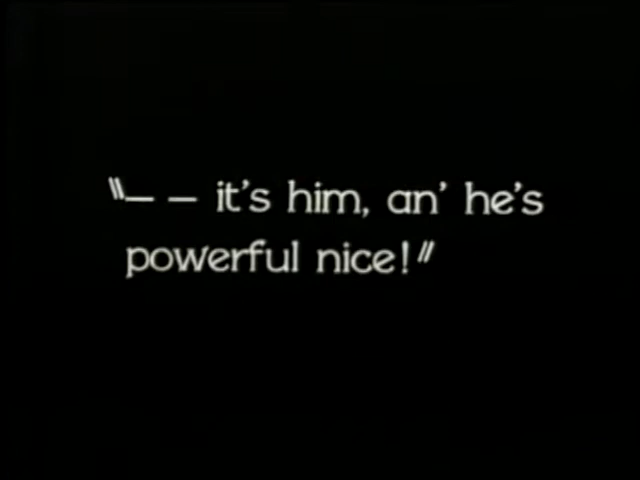 "— — it's him, an' he's
powerful nice!"